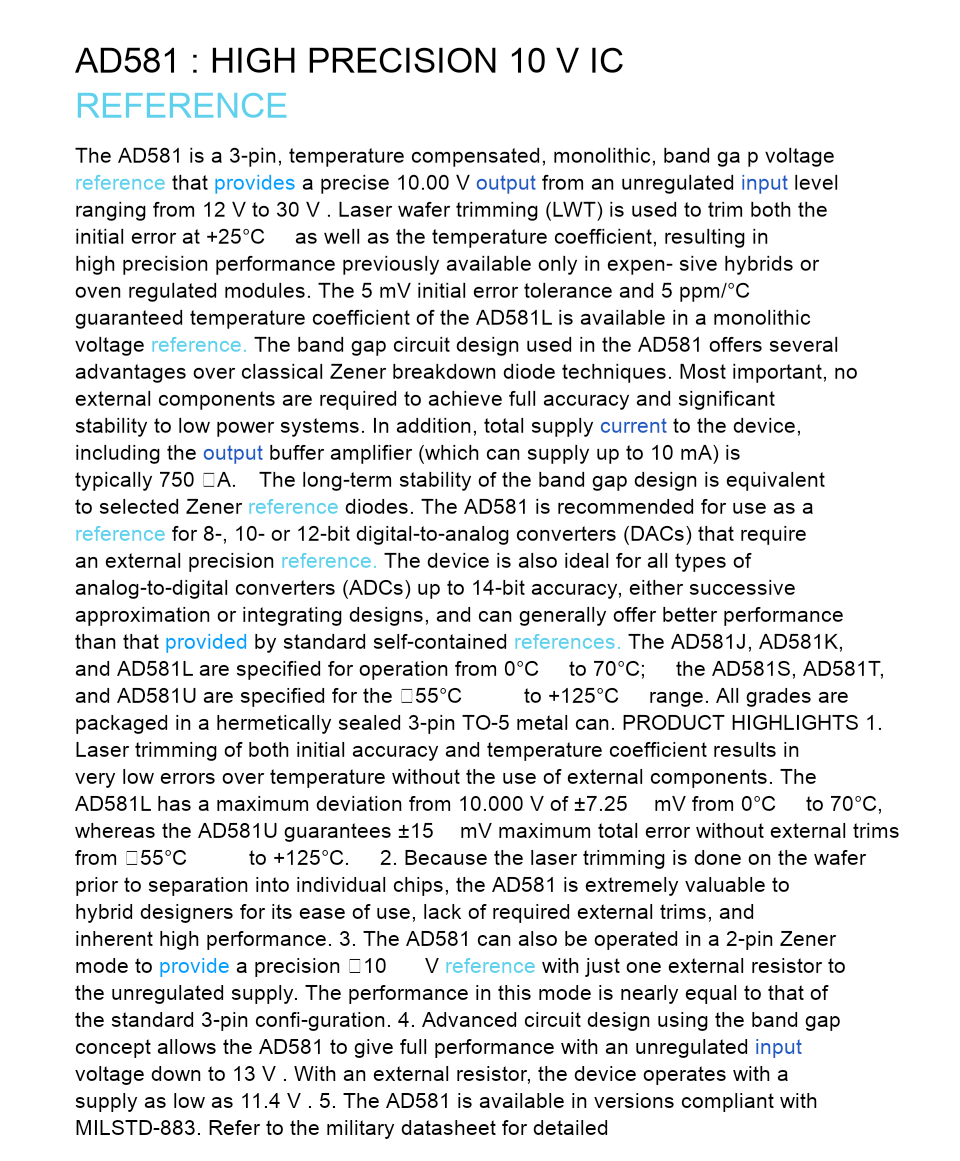 AD581 : HIGH PRECISION 10 V IC
REFERENCE
The AD581 is a 3-pin, temperature compensated, monolithic, band ga p voltage
reference that provides a precise 10.00 V output from an unregulated input level
ranging from 12 V to 30 V . Laser wafer trimming (LWT) is used to trim both the
initial error at +25°C as well as the temperature coefficient, resulting in
high precision performance previously available only in expen- sive hybrids or
oven regulated modules. The 5 mV initial error tolerance and 5 ppm/°C
guaranteed temperature coefficient of the AD581L is available in a monolithic
voltage reference. The band gap circuit design used in the AD581 offers several
advantages over classical Zener breakdown diode techniques. Most important, no
external components are required to achieve full accuracy and significant
stability to low power systems. In addition, total supply current to the device,
including the output buffer amplifier (which can supply up to 10 mA) is
typically 750 □A. The long-term stability of the band gap design is equivalent
to selected Zener reference diodes. The AD581 is recommended for use as a
reference for 8-, 10- or 12-bit digital-to-analog converters (DACs) that require
an external precision reference. The device is also ideal for all types of
analog-to-digital converters (ADCs) up to 14-bit accuracy, either successive
approximation or integrating designs, and can generally offer better performance
than that provided by standard self-contained references. The AD581J, AD581K,
and AD581L are specified for operation from 0°C to 70°C; the AD581S, AD581T,
and AD581U are specified for the □55°C to +125°C range. All grades are
packaged in a hermetically sealed 3-pin TO-5 metal can. PRODUCT HIGHLIGHTS 1.
Laser trimming of both initial accuracy and temperature coefficient results in
very low errors over temperature without the use of external components. The
AD581L has a maximum deviation from 10.000 V of ±7.25 mV from 0°C to 70°C,
whereas the AD581U guarantees ±15 mV maximum total error without external trims
from □55°C to +125°C. 2. Because the laser trimming is done on the wafer
prior to separation into individual chips, the AD581 is extremely valuable to
hybrid designers for its ease of use, lack of required external trims, and
inherent high performance. 3. The AD581 can also be operated in a 2-pin Zener
mode to provide a precision □10 V reference with just one external resistor to
the unregulated supply. The performance in this mode is nearly equal to that of
the standard 3-pin confi-guration. 4. Advanced circuit design using the band gap
concept allows the AD581 to give full performance with an unregulated input
voltage down to 13 V . With an external resistor, the device operates with a
supply as low as 11.4 V . 5. The AD581 is available in versions compliant with
MILSTD-883. Refer to the military datasheet for detailed